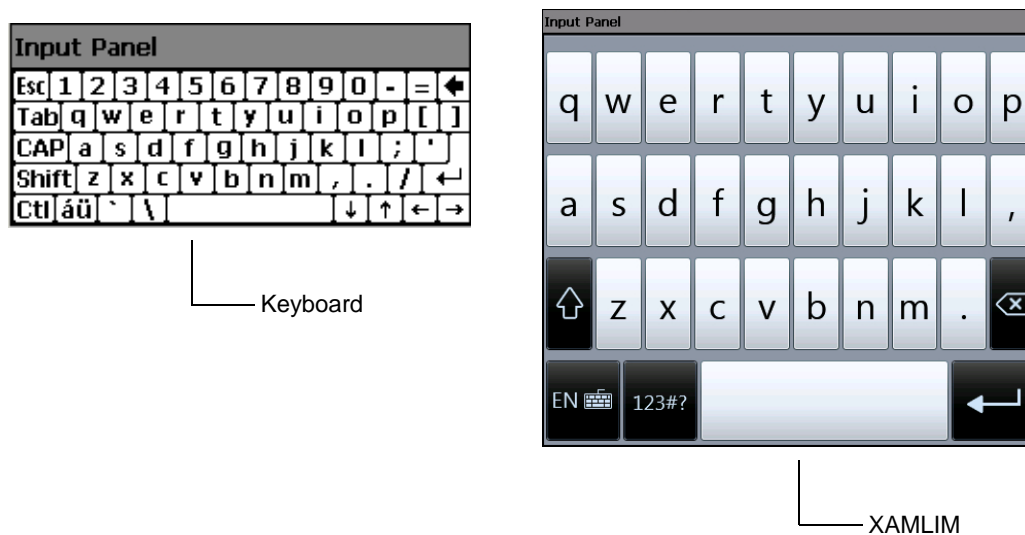 Input Panel
Esc 1 2 3 4 5 6 7 8 9 0 - = 🡸
Tab q w e r t y u i o p [ ]
CAP a s d f g h j k l ; '
Shift z x c v b n m , . / ↵
Ctl áü ` \ ↓ ↑ ← →
Keyboard
Input Panel
q w e r t y u i o p
a s d f g h j k l ,
z x c v b n m .
EN 123#?
XAMLIM